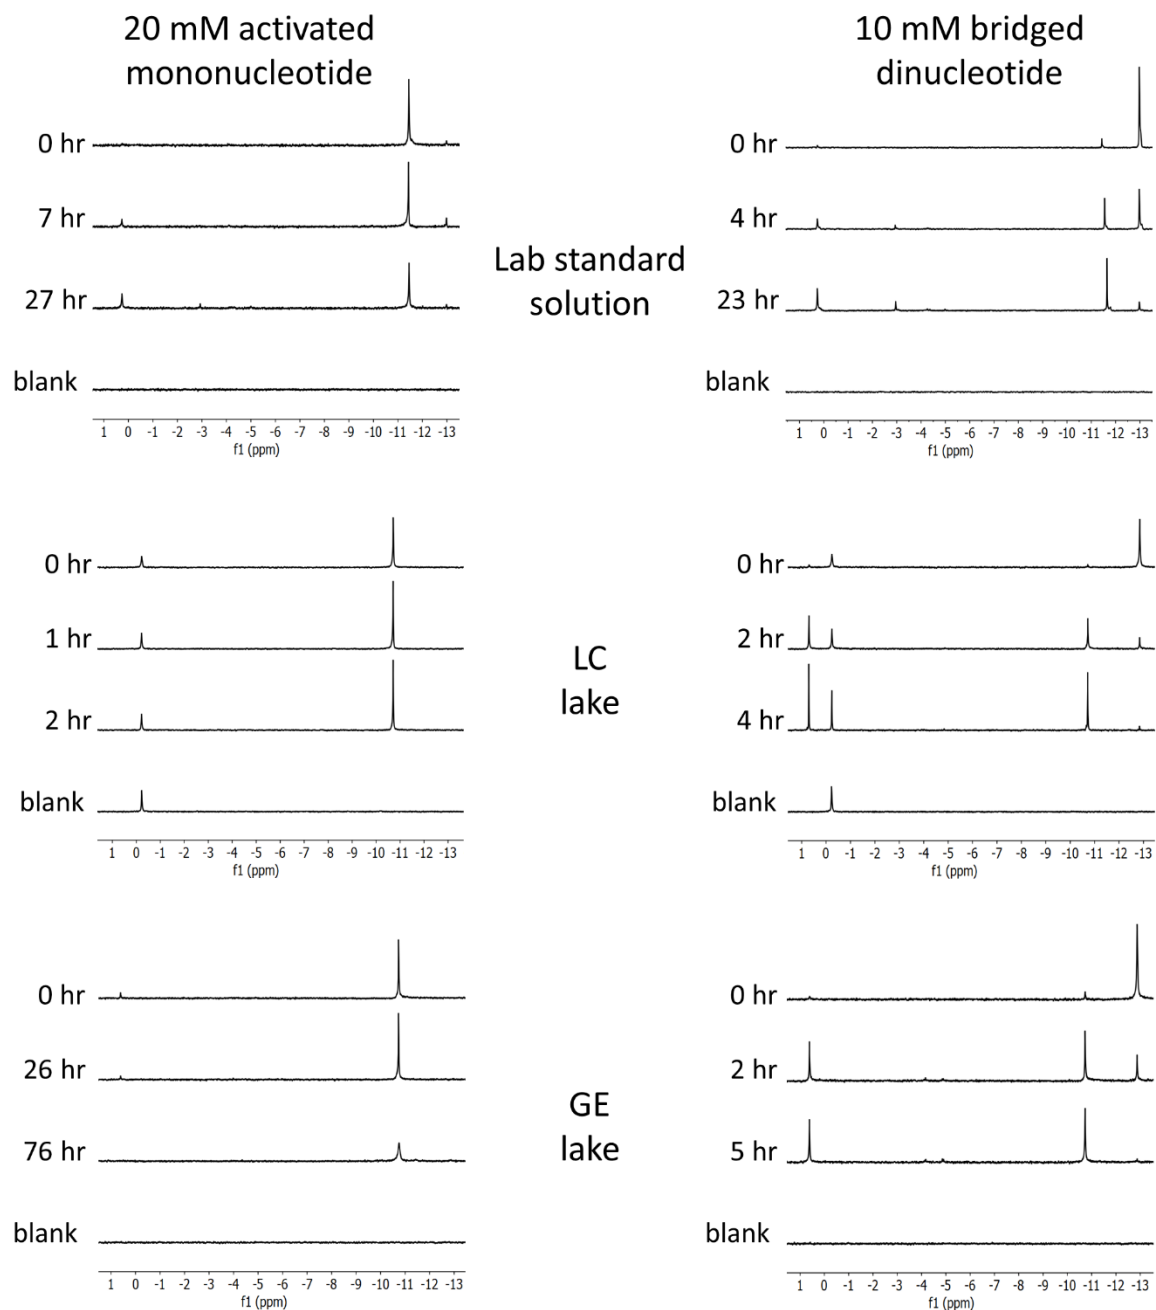 20 mM activated
mononucleotide
10 mM bridged
dinucleotide
0 hr
7 hr
27 hr
blank
1 0 -1 -2 -3 -4 -5 -6 -7 -8 -9 -10 -11 -12 -13
f1 (ppm)
Lab standard
solution
0 hr
4 hr
23 hr
blank
1 0 -1 -2 -3 -4 -5 -6 -7 -8 -9 -10 -11 -12 -13
f1 (ppm)
0 hr
1 hr
2 hr
blank
1 0 -1 -2 -3 -4 -5 -6 -7 -8 -9 -10 -11 -12 -13
f1 (ppm)
LC
lake
0 hr
2 hr
4 hr
blank
1 0 -1 -2 -3 -4 -5 -6 -7 -8 -9 -10 -11 -12 -13
f1 (ppm)
0 hr
26 hr
76 hr
blank
1 0 -1 -2 -3 -4 -5 -6 -7 -8 -9 -10 -11 -12 -13
f1 (ppm)
GE
lake
0 hr
2 hr
5 hr
blank
1 0 -1 -2 -3 -4 -5 -6 -7 -8 -9 -10 -11 -12 -13
f1 (ppm)